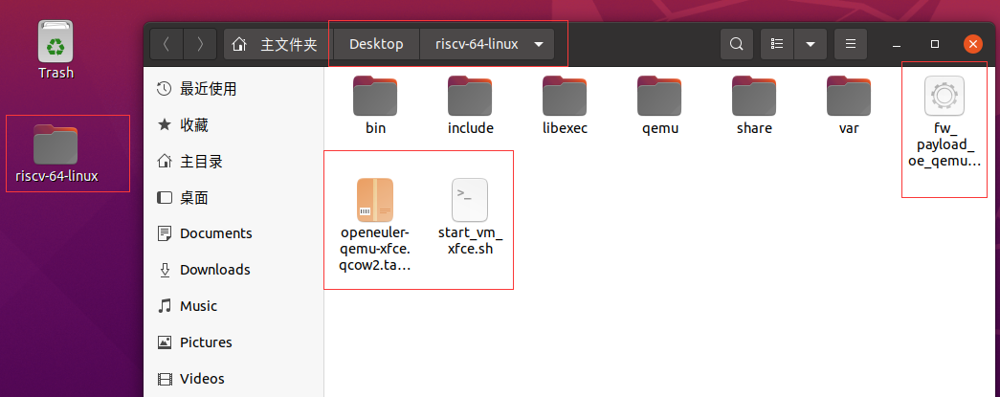 Trash
riscv-64-linux
主文件夹
Desktop
riscv-64-linux
最近使用
收藏
主目录
桌面
Documents
Downloads
Music
Pictures
Videos
bin
include
libexec
qemu
share
var
fw_
payload_
oe_qemu…
openeuler-
qemu-xfce.
qcow2.ta…
>_
start_vm_
xfce.sh